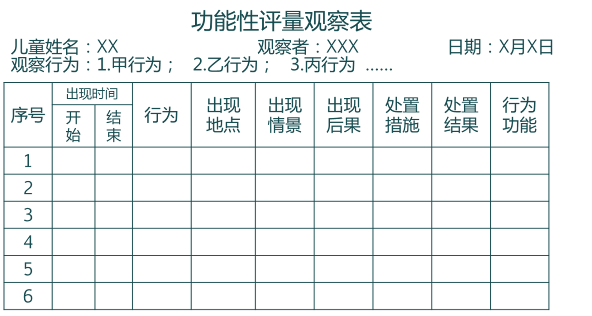 功能性评量观察表
儿童姓名：XX 观察者：XXX 日期：X月X日
观察行为：1.甲行为； 2.乙行为； 3.丙行为 ......
序号 出现时间 行为 出现地点 出现情景 出现后果 处置措施 处置结果 行为功能
开始 结束
1
2
3
4
5
6